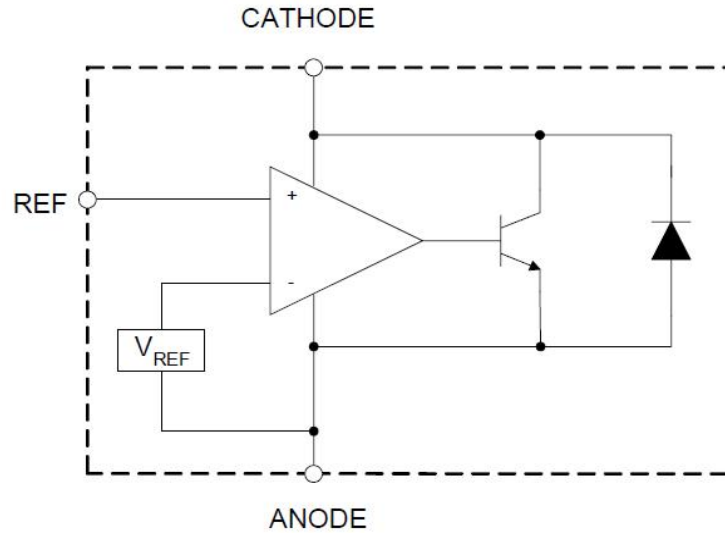 CATHODE
REF
+
-
VREF
ANODE